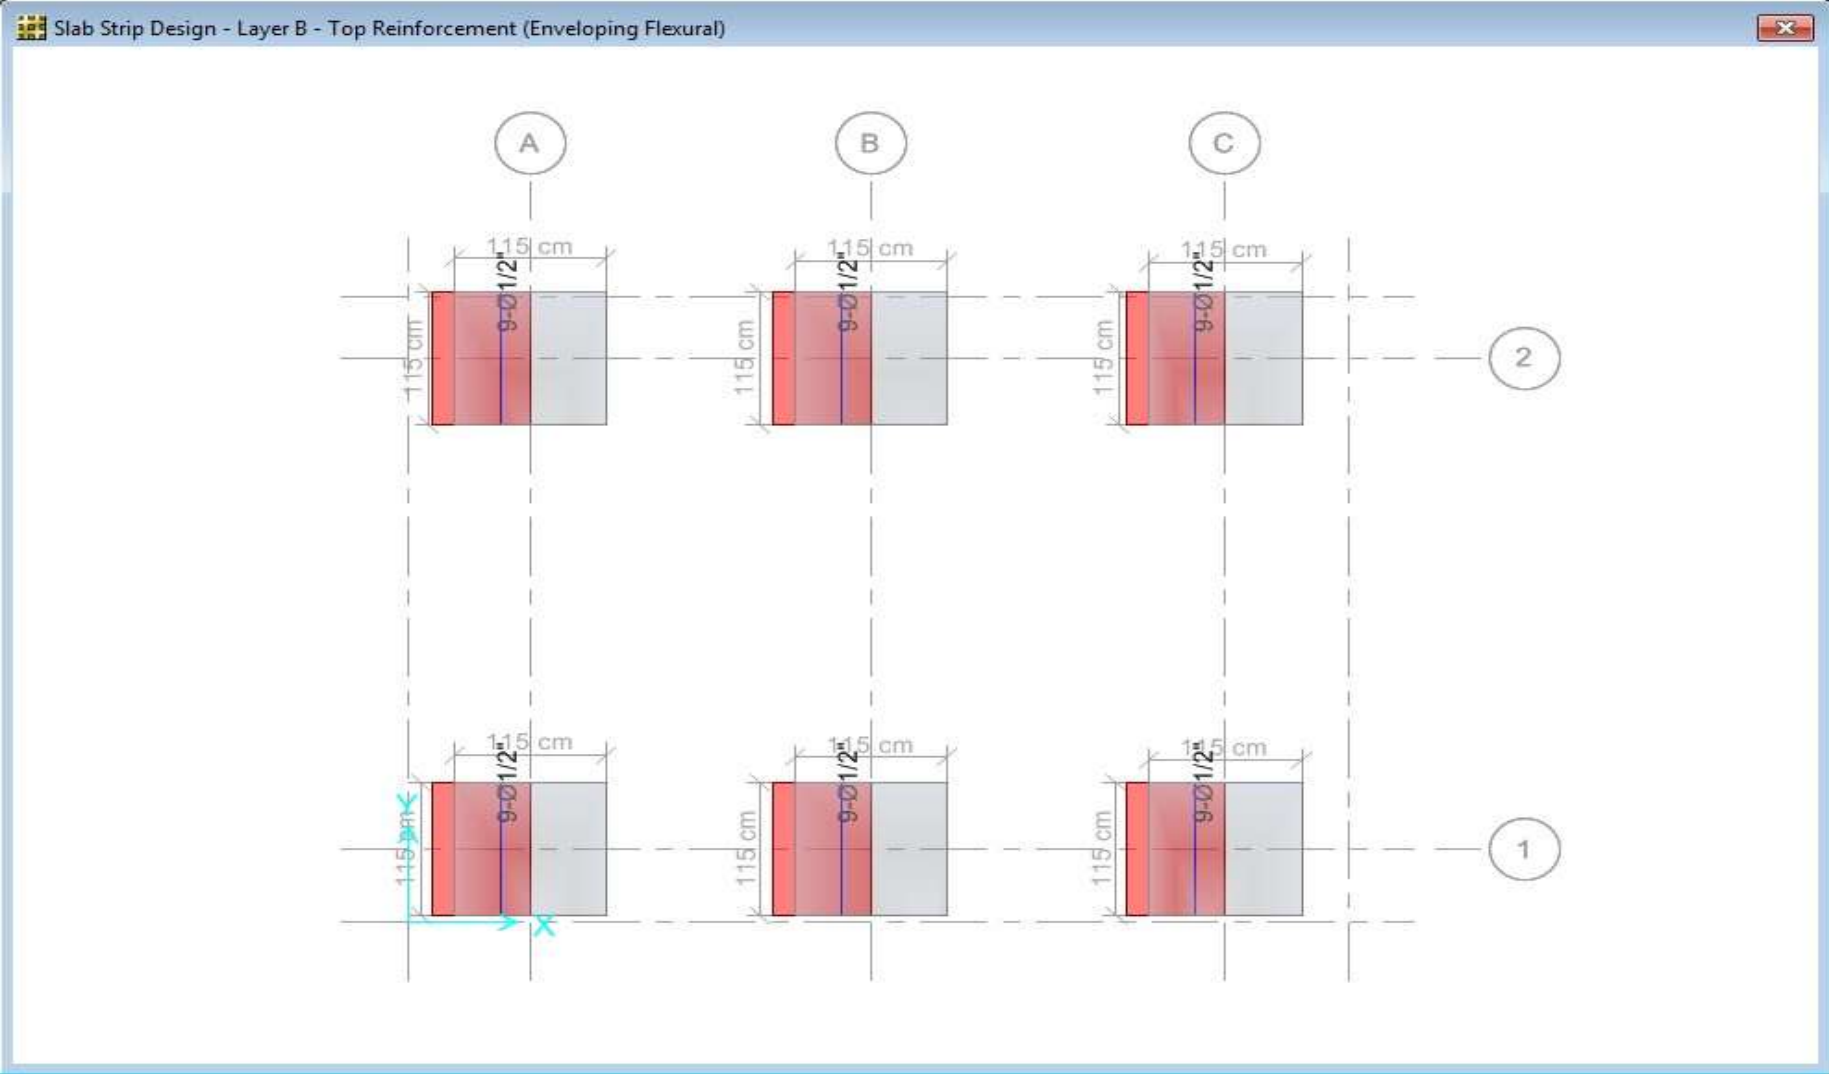 Slab Strip Design - Layer B - Top Reinforcement (Enveloping Flexural)
A
B
C
115 cm
115 cm
115 cm
9-Ø1/2"
9-Ø1/2"
9-Ø1/2"
115 cm
115 cm
115 cm
2
115 cm
115 cm
115 cm
9-Ø1/2"
9-Ø1/2"
9-Ø1/2"
Y
115 cm
115 cm
115 cm
1
X